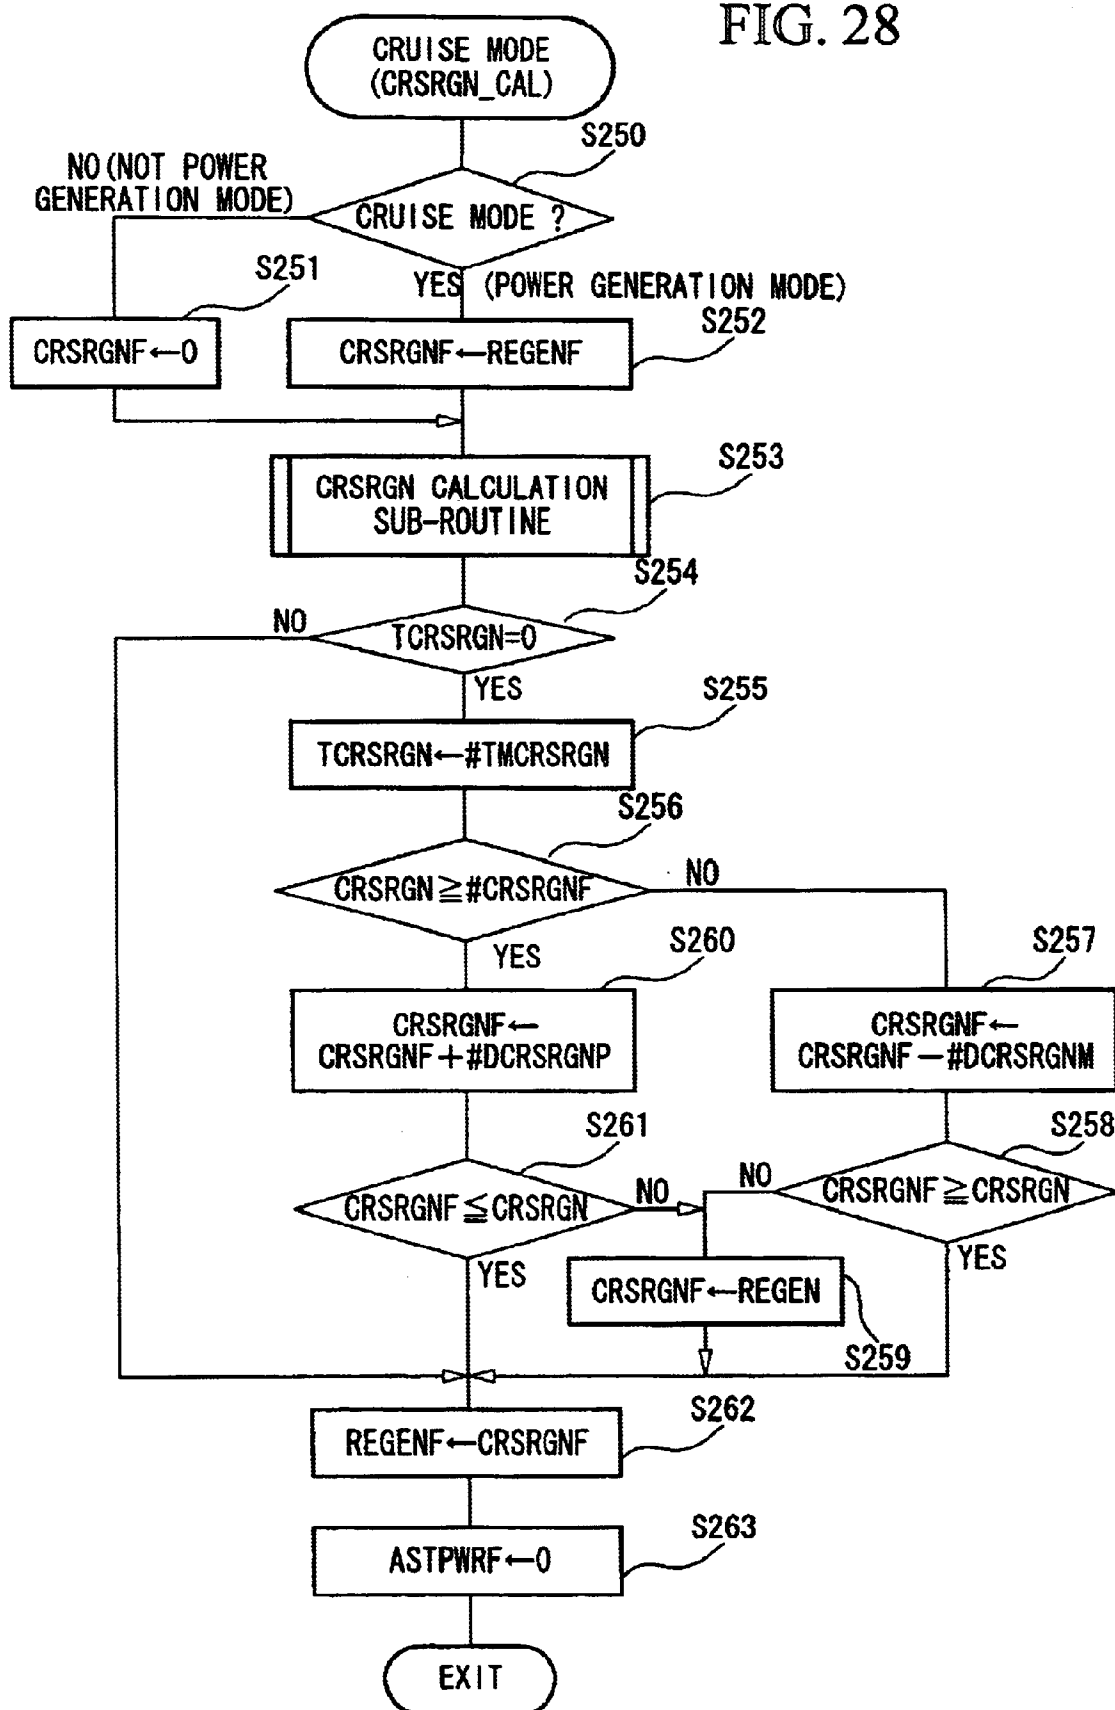 FIG. 28
CRUISE MODE
(CRSRGN_CAL)
S250
NO (NOT POWER
GENERATION MODE)
CRUISE MODE ?
S251
YES (POWER GENERATION MODE)
S252
CRSRGNF←0
CRSRGNF←REGENF
S253
CRSRGN CALCULATION
SUB-ROUTINE
S254
NO
TCRSRGN=0
YES
S255
TCRSRGN←#TMCRSRGN
S256
CRSRGN≧#CRSRGNF
NO
YES
S260
S257
CRSRGNF←
CRSRGNF+#DCRSRGNP
CRSRGNF←
CRSRGNF－#DCRSRGNM
S261
S258
CRSRGNF≦CRSRGN
NO
NO
CRSRGNF≧CRSRGN
YES
YES
CRSRGNF←REGEN
S259
S262
REGENF←CRSRGNF
S263
ASTPWRF←0
EXIT